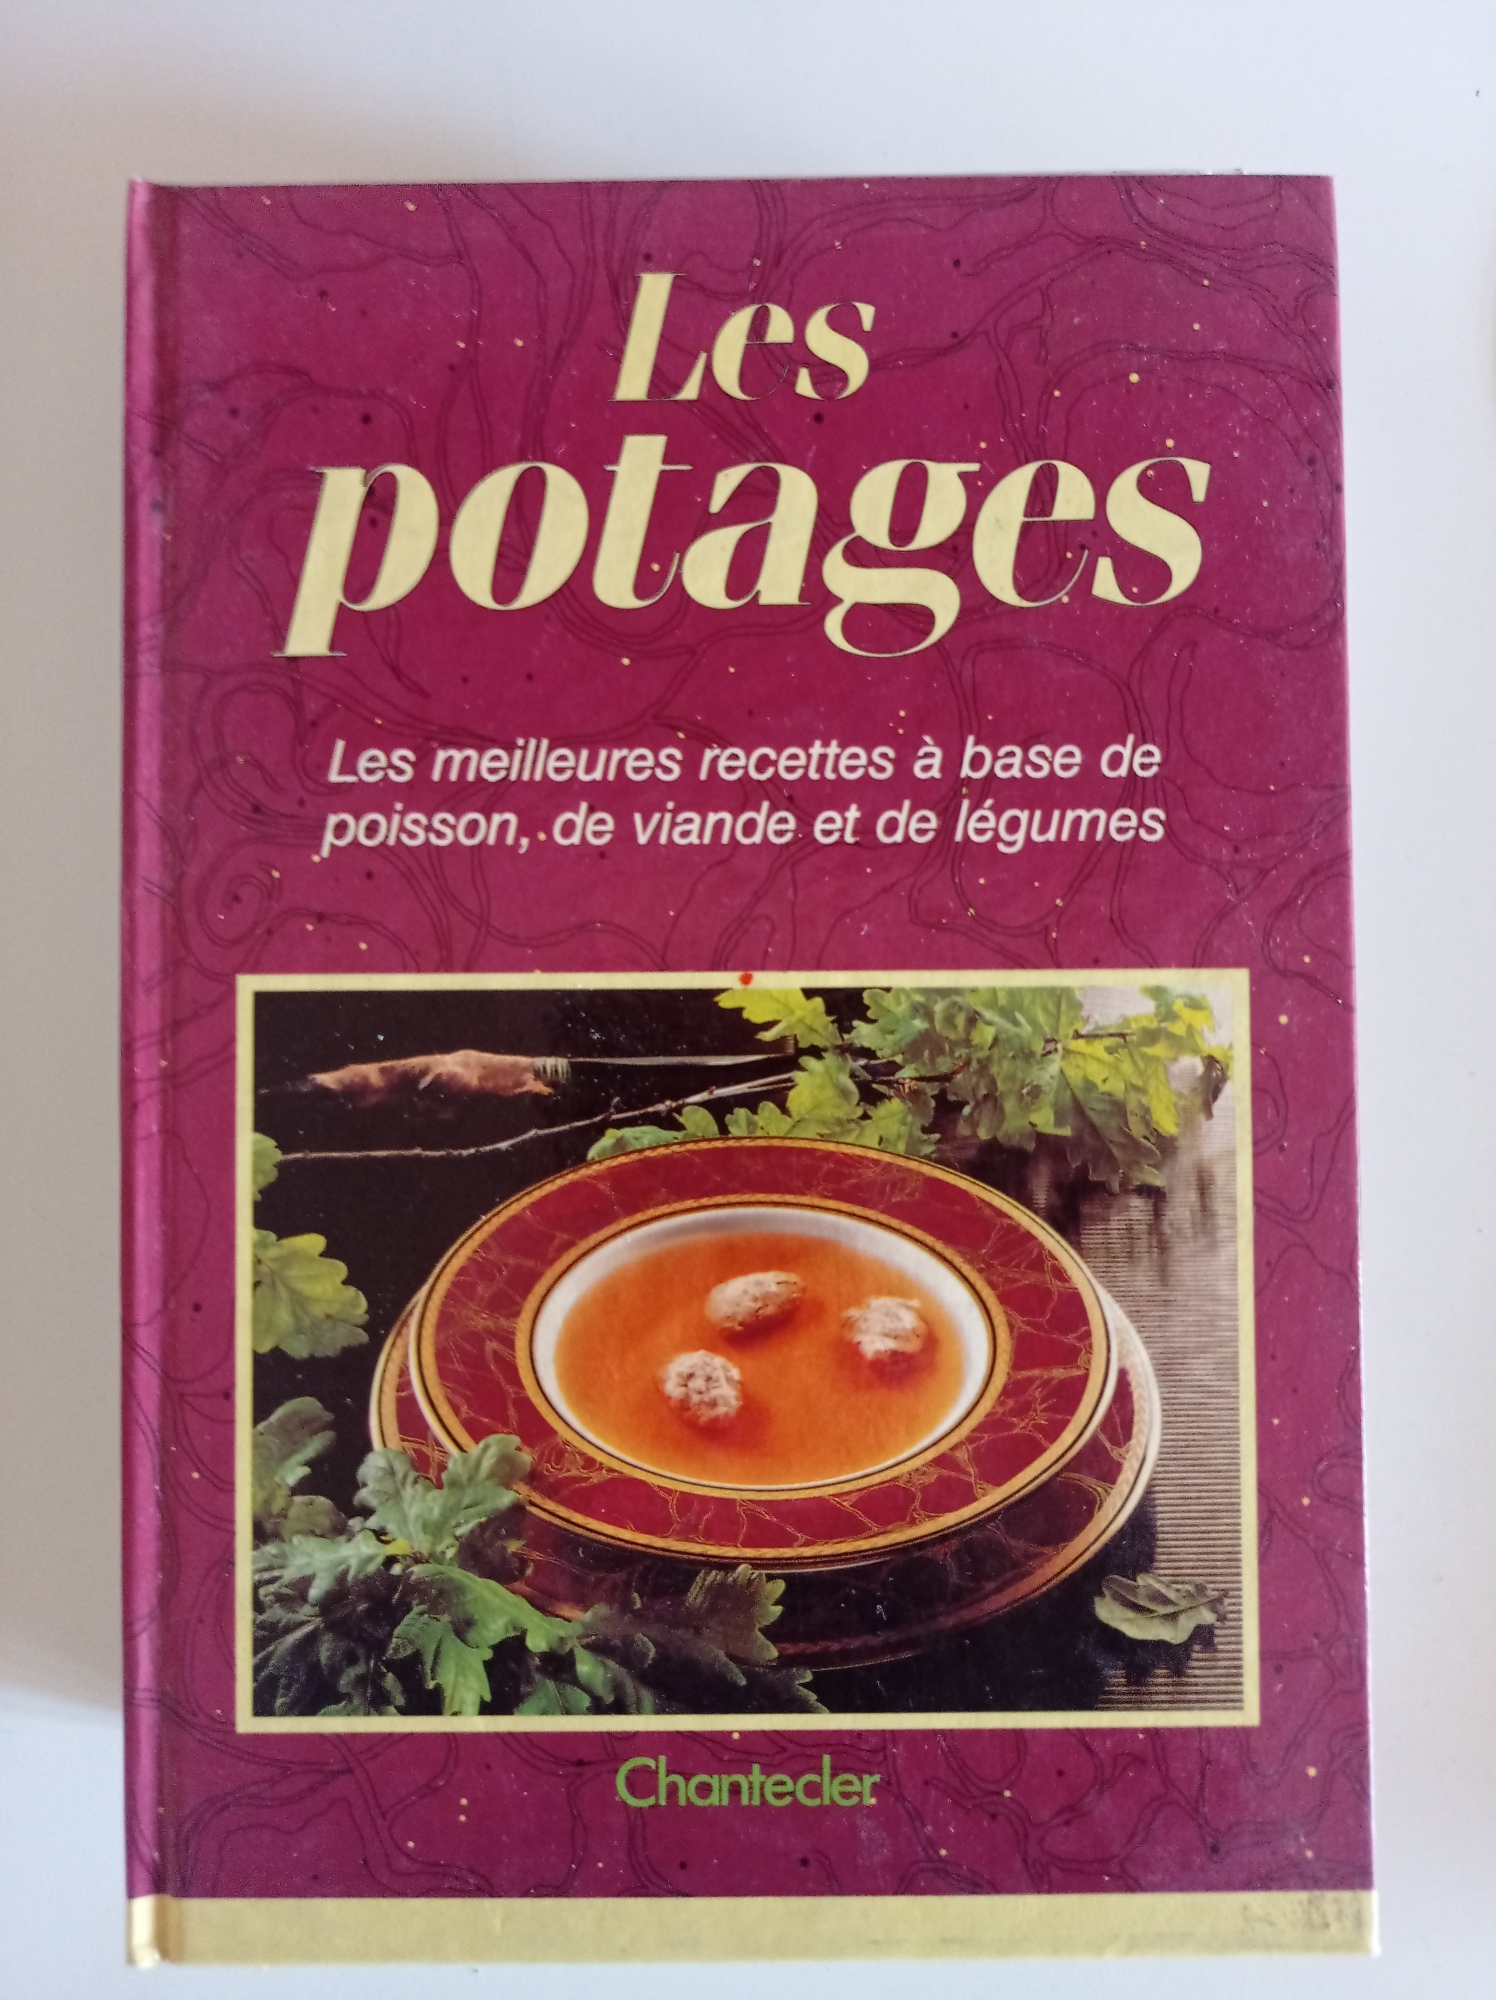 Les
potages
Les meilleures recettes à base de
poisson, de viande et de légumes
Chantecler